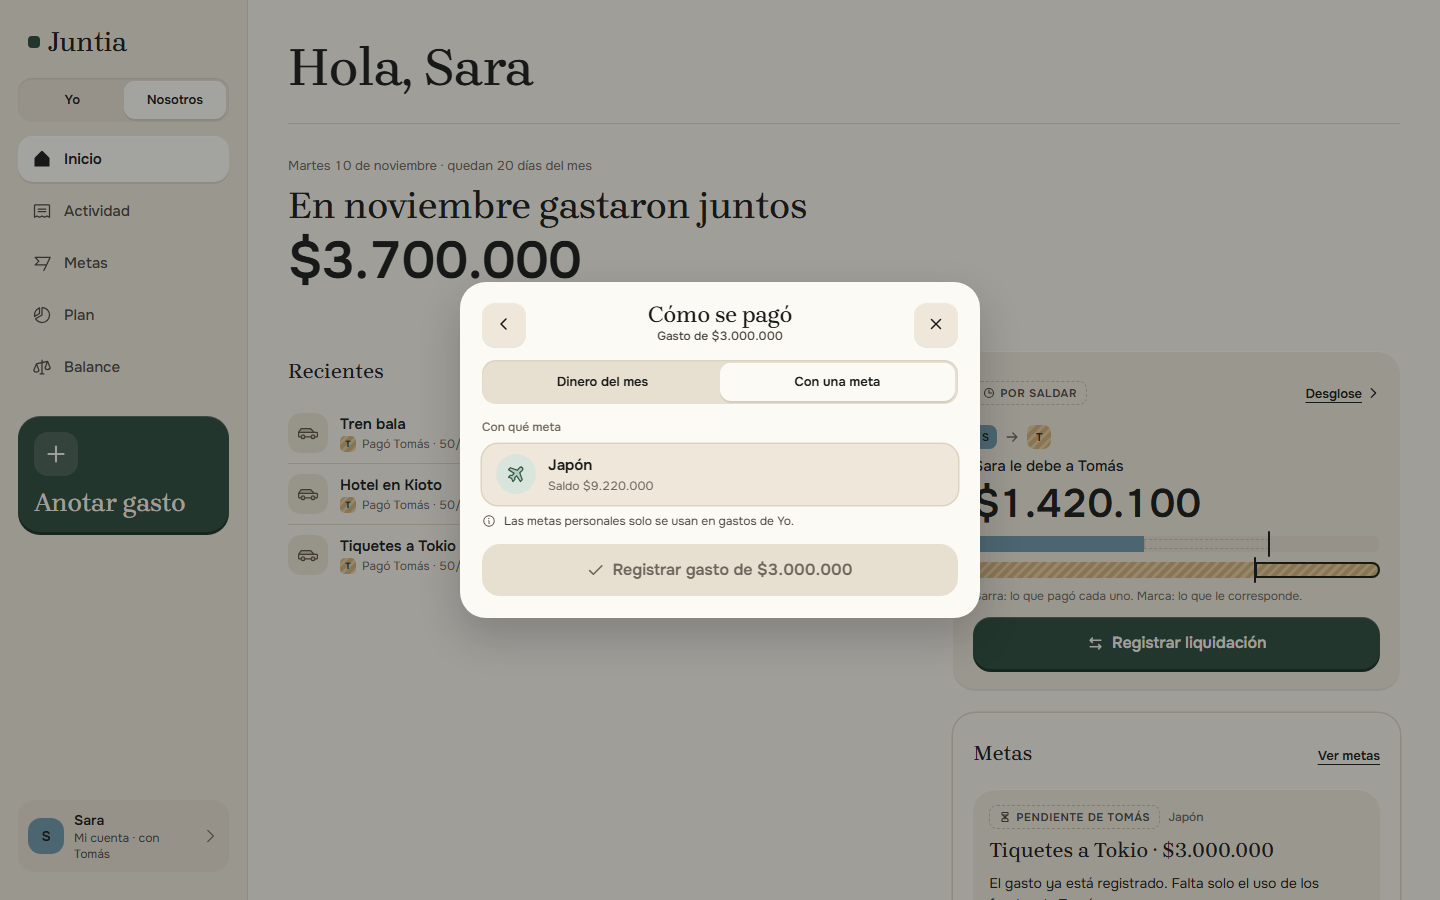 Juntia
Yo
Nosotros
Inicio
Actividad
Metas
Plan
Balance
Anotar gasto
Sara
Mi cuenta · con
Tomás
S
Hola, Sara
Martes 10 de noviembre · quedan 20 días del mes
En noviembre gastaron juntos
$3.700.000
Recientes
Tren bala
T Pagó Tomás · 50/
Hotel en Kioto
T Pagó Tomás · 50/
Tiquetes a Tokio
T Pagó Tomás · 50/
Cómo se pagó
Gasto de $3.000.000
Dinero del mes
Con una meta
Con qué meta
Japón
Saldo $9.220.000
Las metas personales solo se usan en gastos de Yo.
Registrar gasto de $3.000.000
POR SALDAR
Desglose
S → T
Sara le debe a Tomás
$1.420.100
arra: lo que pagó cada uno. Marca: lo que le corresponde.
Registrar liquidación
Metas
Ver metas
PENDIENTE DE TOMÁS
Japón
Tiquetes a Tokio · $3.000.000
El gasto ya está registrado. Falta solo el uso de los